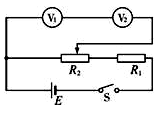 V₁ V₂
R₂ R₁
E S